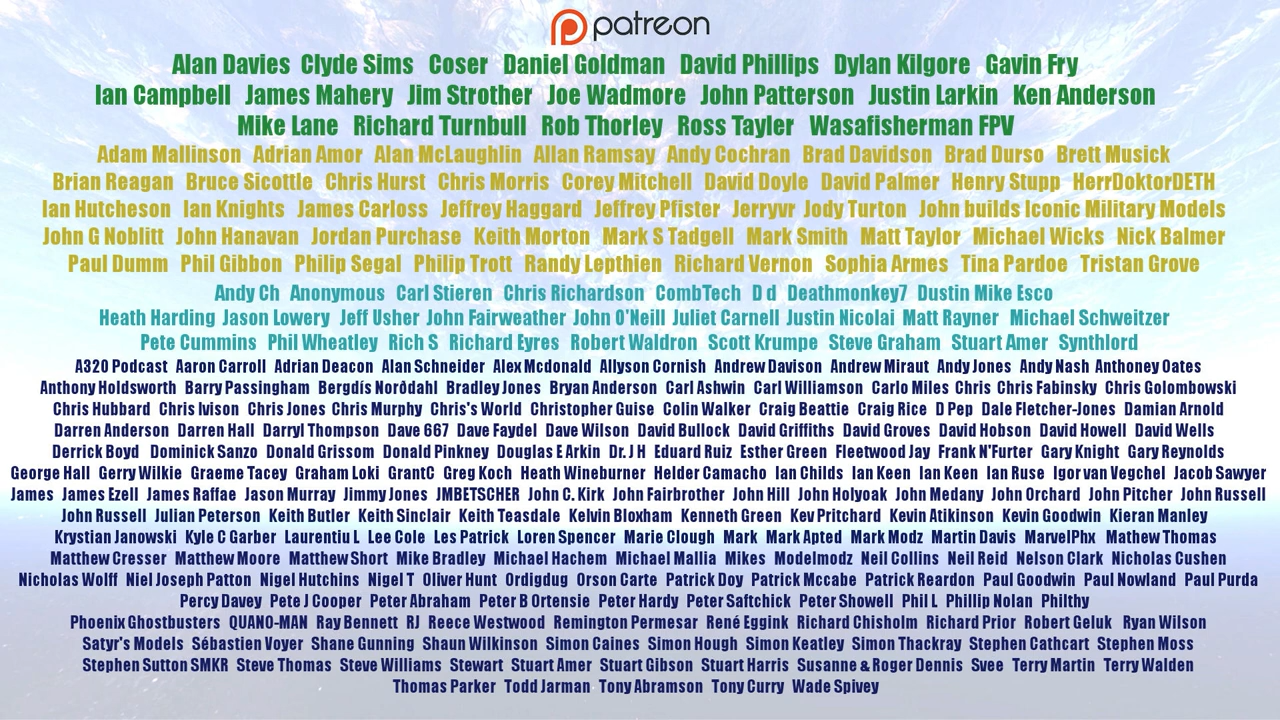 patreon
Alan Davies Clyde Sims Coser Daniel Goldman David Phillips Dylan Kilgore Gavin Fry
Ian Campbell James Mahery Jim Strother Joe Wadmore John Patterson Justin Larkin Ken Anderson
Mike Lane Richard Turnbull Rob Thorley Ross Tayler Wasafisherman FPV
Adam Mallinson Adrian Amor Alan McLaughlin Allan Ramsay Andy Cochran Brad Davidson Brad Durso Brett Musick
Brian Reagan Bruce Sicottle Chris Hurst Chris Morris Corey Mitchell David Doyle David Palmer Henry Stupp HerrDoktorDETH
Ian Hutcheson Ian Knights James Carloss Jeffrey Haggard Jeffrey Pfister Jerryvr Jody Turton John builds Iconic Military Models
John G Noblitt John Hanavan Jordan Purchase Keith Morton Mark S Tadgell Mark Smith Matt Taylor Michael Wicks Nick Balmer
Paul Dumm Phil Gibbon Philip Segal Philip Trott Randy Lepthien Richard Vernon Sophia Armes Tina Pardoe Tristan Grove
Andy Ch Anonymous Carl Stieren Chris Richardson CombTech D d Deathmonkey7 Dustin Mike Esco
Heath Harding Jason Lowery Jeff Usher John Fairweather John O'Neill Juliet Carnell Justin Nicolai Matt Rayner Michael Schweitzer
Pete Cummins Phil Wheatley Rich S Richard Eyres Robert Waldron Scott Krumpe Steve Graham Stuart Amer Synthlord
A320 Podcast Aaron Carroll Adrian Deacon Alan Schneider Alex Mcdonald Allyson Cornish Andrew Davison Andrew Miraut Andy Jones Andy Nash Anthoney Oates
Anthony Holdsworth Barry Passingham Bergdís Norðdahl Bradley Jones Bryan Anderson Carl Ashwin Carl Williamson Carlo Miles Chris Chris Fabinsky Chris Golombowski
Chris Hubbard Chris Ivison Chris Jones Chris Murphy Chris's World Christopher Guise Colin Walker Craig Beattie Craig Rice D Pep Dale Fletcher-Jones Damian Arnold
Darren Anderson Darren Hall Darryl Thompson Dave 667 Dave Faydel Dave Wilson David Bullock David Griffiths David Groves David Hobson David Howell David Wells
Derrick Boyd Dominick Sanzo Donald Grissom Donald Pinkney Douglas E Arkin Dr. J H Eduard Ruiz Esther Green Fleetwood Jay Frank N'Furter Gary Knight Gary Reynolds
George Hall Gerry Wilkie Graeme Tacey Graham Loki GrantC Greg Koch Heath Wineburner Helder Camacho Ian Childs Ian Keen Ian Keen Ian Ruse Igor van Vegchel Jacob Sawyer
James James Ezell James Raffae Jason Murray Jimmy Jones JMBETSCHER John C. Kirk John Fairbrother John Hill John Holyoak John Medany John Orchard John Pitcher John Russell
John Russell Julian Peterson Keith Butler Keith Sinclair Keith Teasdale Kelvin Bloxham Kenneth Green Kev Pritchard Kevin Atikinson Kevin Goodwin Kieran Manley
Krystian Janowski Kyle C Garber Laurentiu L Lee Cole Les Patrick Loren Spencer Marie Clough Mark Mark Apted Mark Modz Martin Davis MarvelPhx Mathew Thomas
Matthew Cresser Matthew Moore Matthew Short Mike Bradley Michael Hachem Michael Mallia Mikes Modelmodz Neil Collins Neil Reid Nelson Clark Nicholas Cushen
Nicholas Wolff Niel Joseph Patton Nigel Hutchins Nigel T Oliver Hunt Ordigdug Orson Carte Patrick Doy Patrick Mccabe Patrick Reardon Paul Goodwin Paul Nowland Paul Purda
Percy Davey Pete J Cooper Peter Abraham Peter B Ortensie Peter Hardy Peter Saftchick Peter Showell Phil L Phillip Nolan Philthy
Phoenix Ghostbusters QUANO-MAN Ray Bennett RJ Reece Westwood Remington Permesar René Eggink Richard Chisholm Richard Prior Robert Geluk Ryan Wilson
Satyr's Models Sébastien Voyer Shane Gunning Shaun Wilkinson Simon Caines Simon Hough Simon Keatley Simon Thackray Stephen Cathcart Stephen Moss
Stephen Sutton SMKR Steve Thomas Steve Williams Stewart Stuart Amer Stuart Gibson Stuart Harris Susanne & Roger Dennis Svee Terry Martin Terry Walden
Thomas Parker Todd Jarman Tony Abramson Tony Curry Wade Spivey